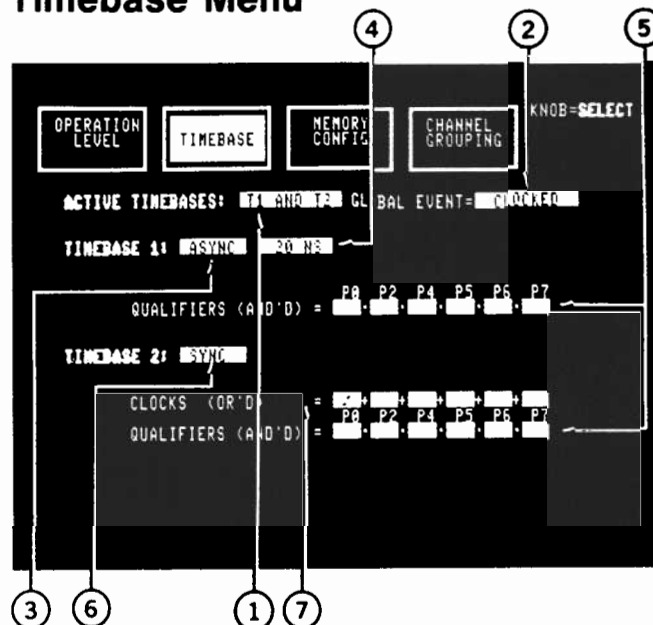 Timebase Menu
4 2 5
KNOB=SELECT
OPERATION LEVEL
TIMEBASE
MEMORY CONFIG
CHANNEL GROUPING
ACTIVE TIMEBASES: T1 AND T2 GLOBAL EVENT= CLOCKED
TIMEBASE 1: ASYNC 20 NS
P0 P2 P4 P5 P6 P7
QUALIFIERS (AND'D) =
TIMEBASE 2: SYNC
CLOCKS (OR'D) = + + + + +
P0 P2 P4 P5 P6 P7
QUALIFIERS (AND'D) =
3 6 1 7